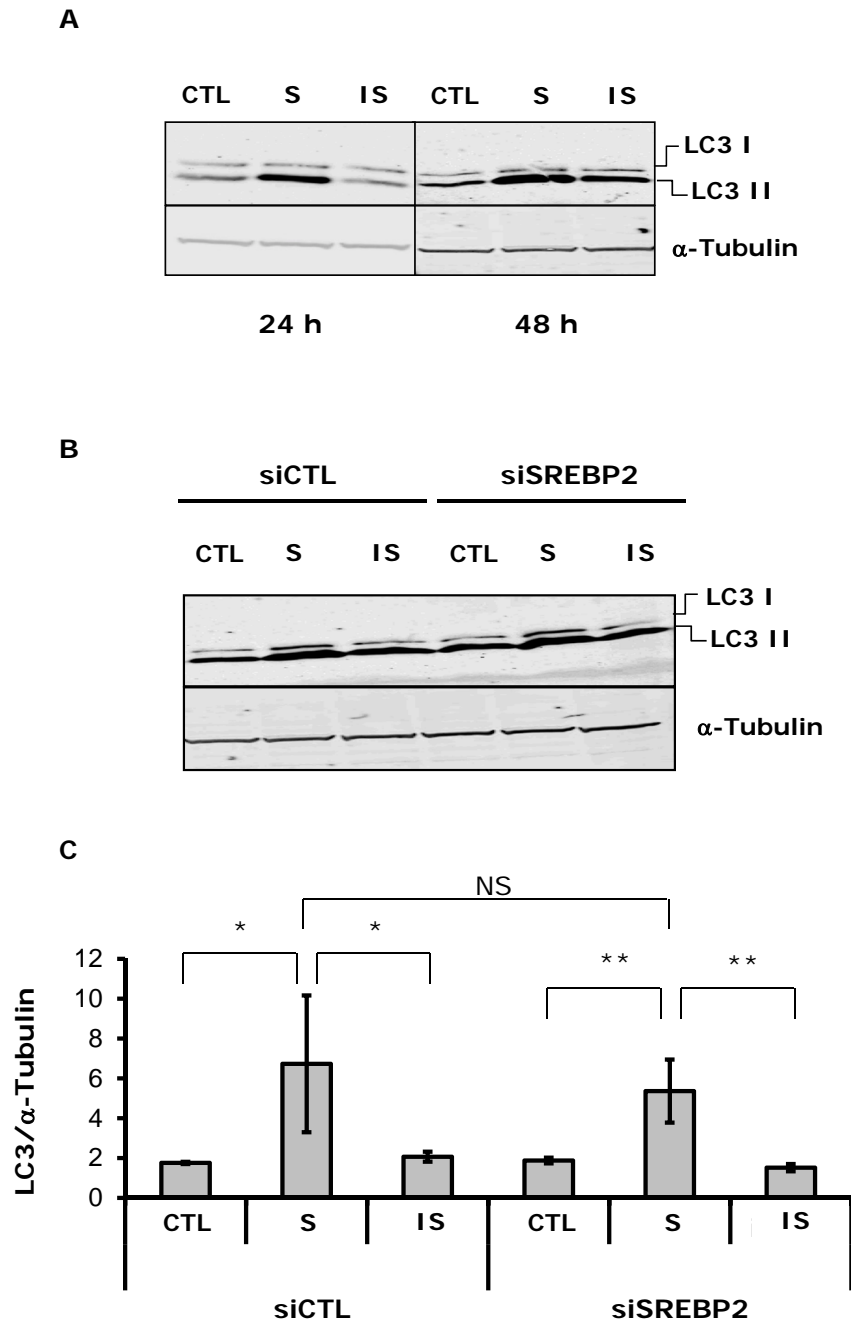 A
CTL S IS CTL S IS
LC3 I
LC3 II
α-Tubulin
24 h 48 h
B
siCTL siSREBP2
CTL S IS CTL S IS
LC3 I
LC3 II
α-Tubulin
C
NS
* *
** **
12
10
8
6
4
2
0
LC3/α-Tubulin
CTL S IS CTL S IS
siCTL siSREBP2